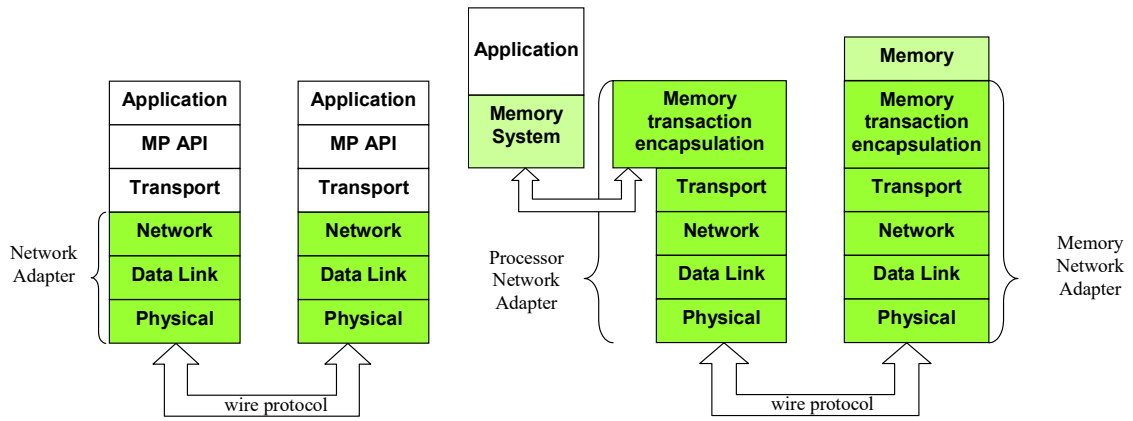 Application
MP API
Transport
Network
Data Link
Physical
Network
Adapter
Application
MP API
Transport
Network
Data Link
Physical
wire protocol
Application
Memory
System
Processor
Network
Adapter
Memory
transaction
encapsulation
Transport
Network
Data Link
Physical
Memory
Memory
transaction
encapsulation
Transport
Network
Data Link
Physical
Memory
Network
Adapter
wire protocol